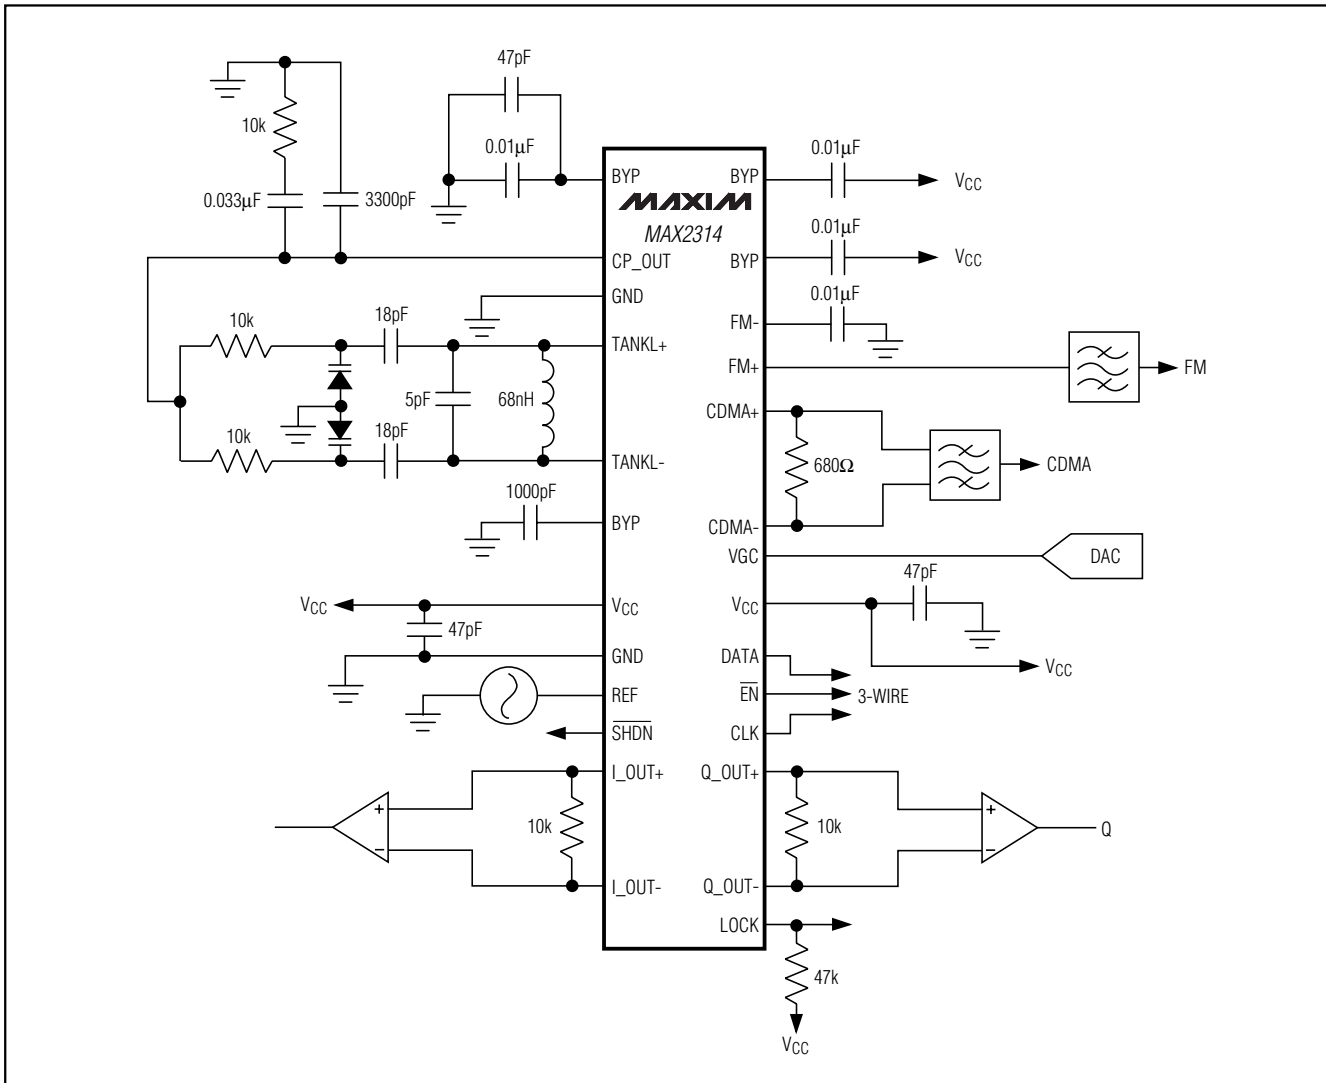 47pF
10k
0.01µF
0.01µF
BYP
BYP
VCC
MAXIM
0.033µF
3300pF
MAX2314
0.01µF
CP_OUT
BYP
VCC
GND
0.01µF
18pF
10k
FM-
TANKL+
FM+
FM
5pF
68nH
CDMA+
18pF
10k
680Ω
CDMA
TANKL-
1000pF
BYP
CDMA-
VGC
DAC
47pF
VCC
VCC
VCC
47pF
GND
DATA
VCC
REF
EN
3-WIRE
SHDN
CLK
I_OUT+
Q_OUT+
+
+
10k
10k
Q
−
−
I_OUT-
Q_OUT-
LOCK
47k
VCC